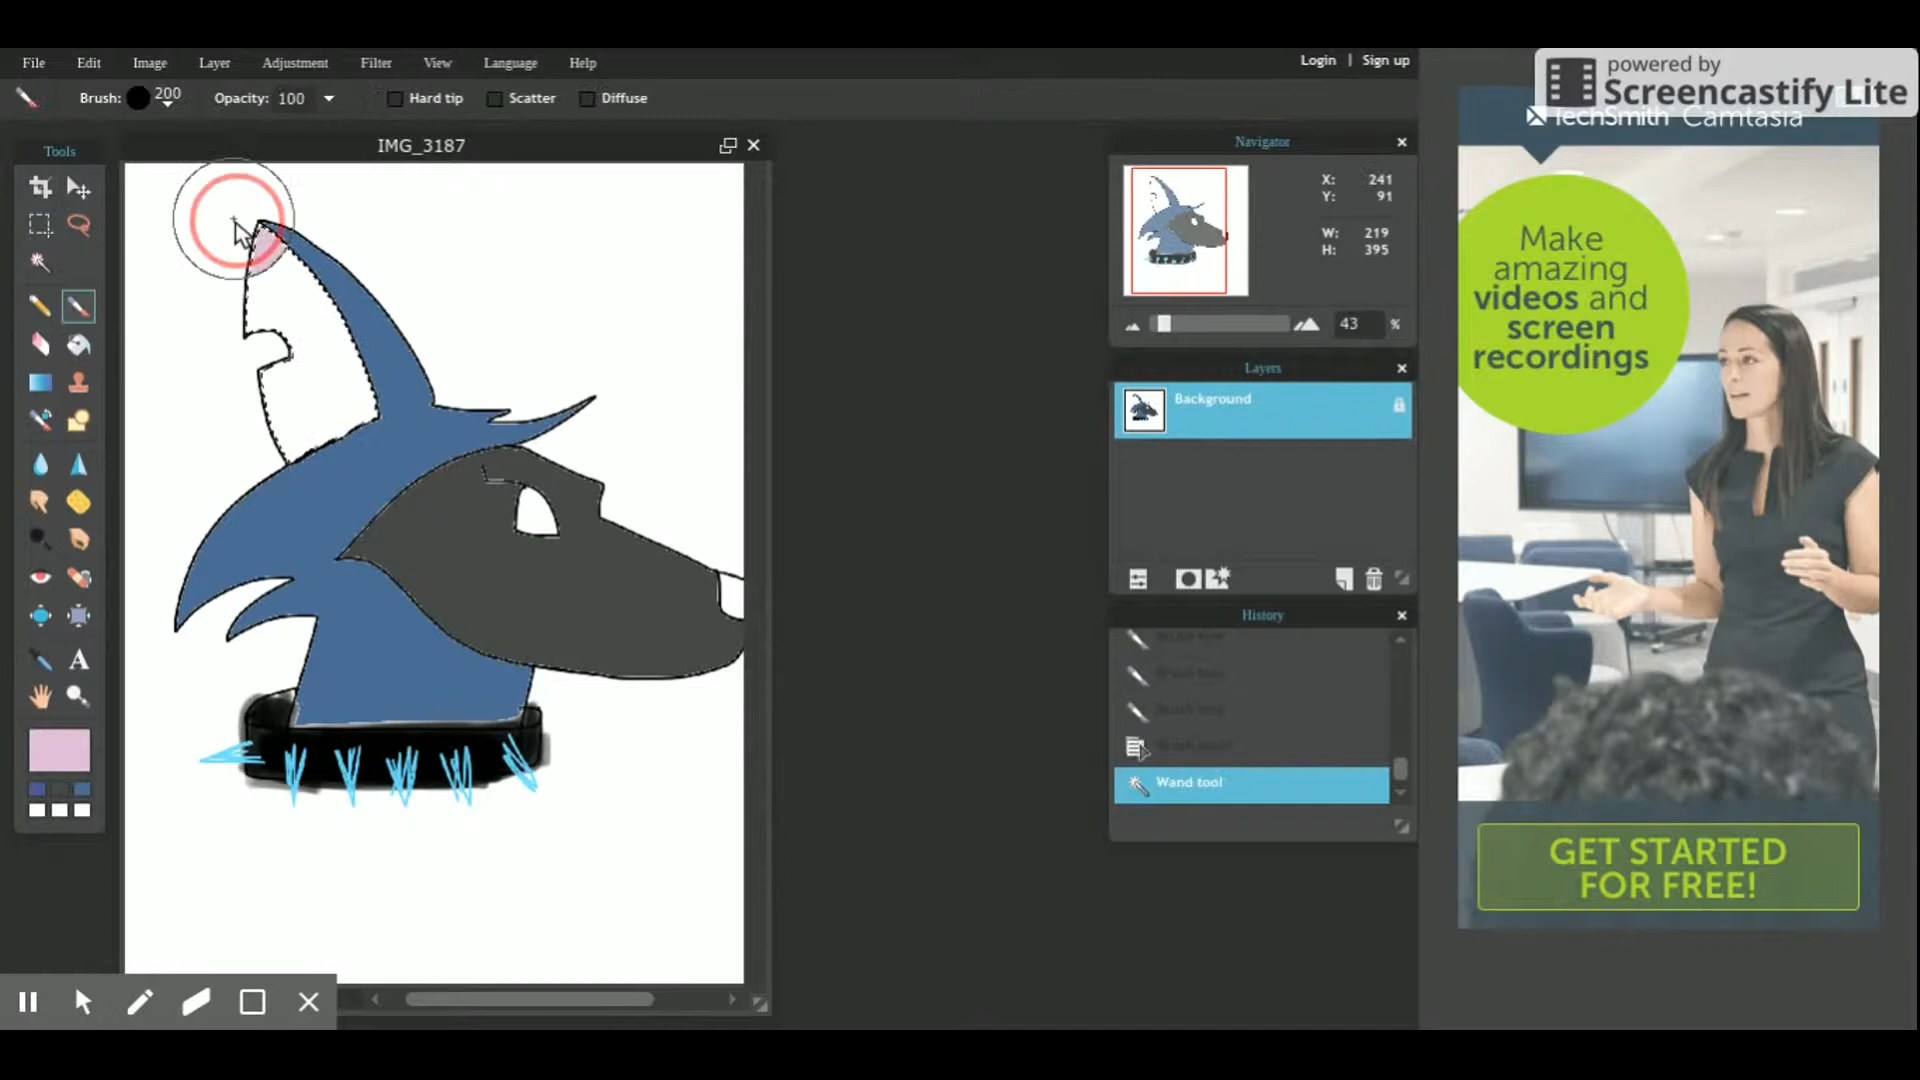 powered by
Screencastify Lite
File Edit Image Layer Adjustment Filter View Language Help
Login | Sign up
Brush: 200 Opacity: 100 Hard tip Scatter Diffuse
TechSmith Camtasia
Tools
IMG_3187
Navigator
X: 241
Y: 91
W: 219
H: 395
43 %
Layers
Background
History
Wand tool
A
Make
amazing
videos and
screen
recordings
GET STARTED
FOR FREE!